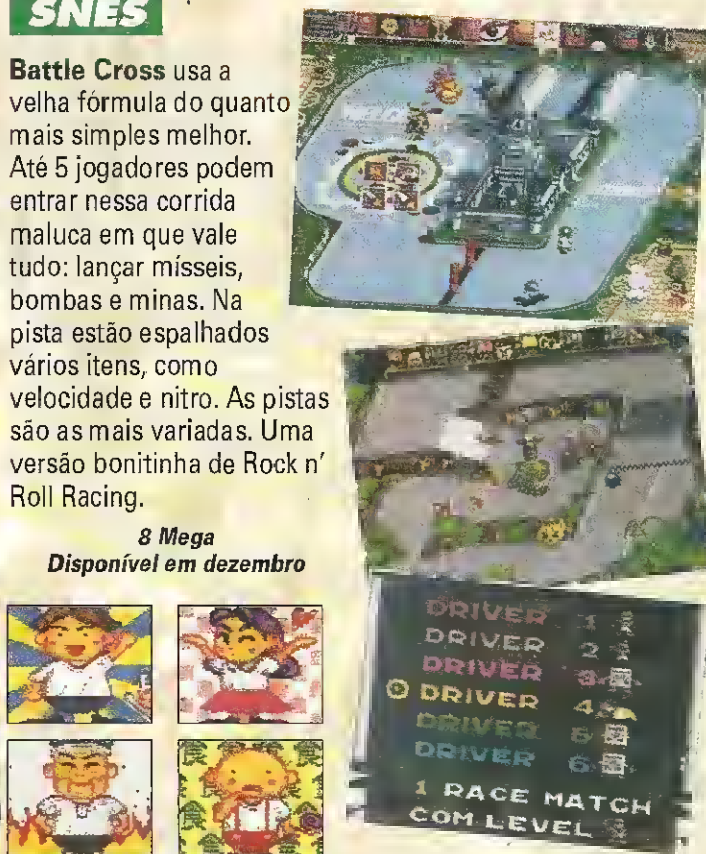 SNES
Battle Cross usa a
velha fórmula do quanto
mais simples melhor.
Até 5 jogadores podem
entrar nessa corrida
maluca em que vale
tudo: lançar mísseis,
bombas e minas. Na
pista estão espalhados
vários itens, como
velocidade e nitro. As pistas
são as mais variadas. Uma
versão bonitinha de Rock n'
Roll Racing.
8 Mega
Disponível em dezembro
DRIVER 1
DRIVER 2
DRIVER 3
DRIVER 4
DRIVER 5
DRIVER 6
1 RACE MATCH
COM LEVEL